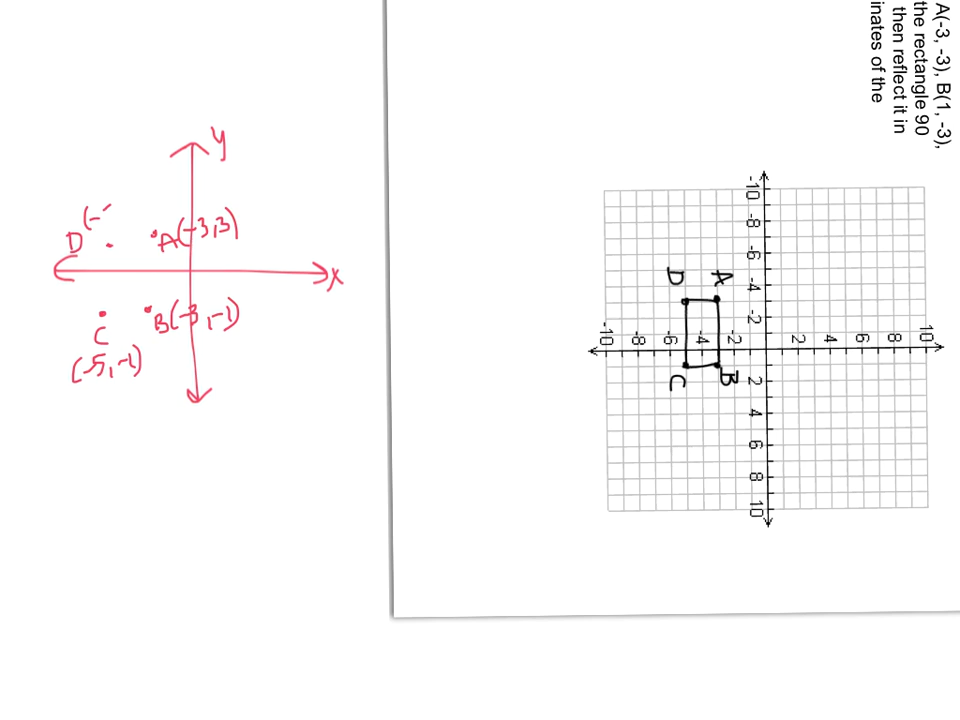 A(-3, -3), B(1, -3),
the rectangle 90
then reflect it in
inates of the
-10 -8 -6 -4 -2 2 4 6 8 10
10
8
6
4
2
-2
-4
-6
-8
-10
A
B
C
D
y
x
A(-3,3)
B(-3,-1)
C
(-5,-1)
D (-